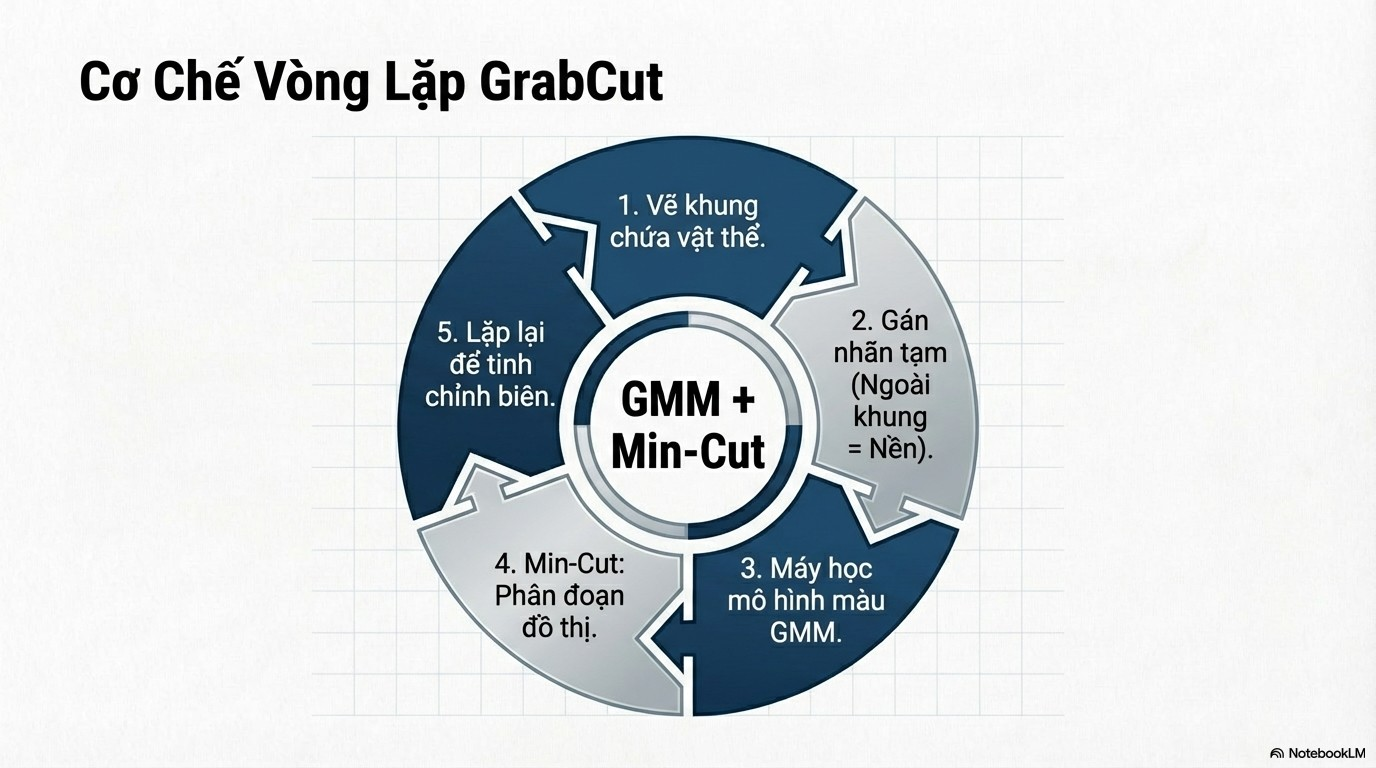 Cơ Chế Vòng Lặp GrabCut
1. Vẽ khung
chứa vật thể.
2. Gán
nhãn tạm
(Ngoài
khung
= Nền).
3. Máy học
mô hình màu
GMM.
4. Min-Cut:
Phân đoạn
đồ thị.
5. Lặp lại
để tinh
chỉnh biên.
GMM +
Min-Cut
NotebookLM